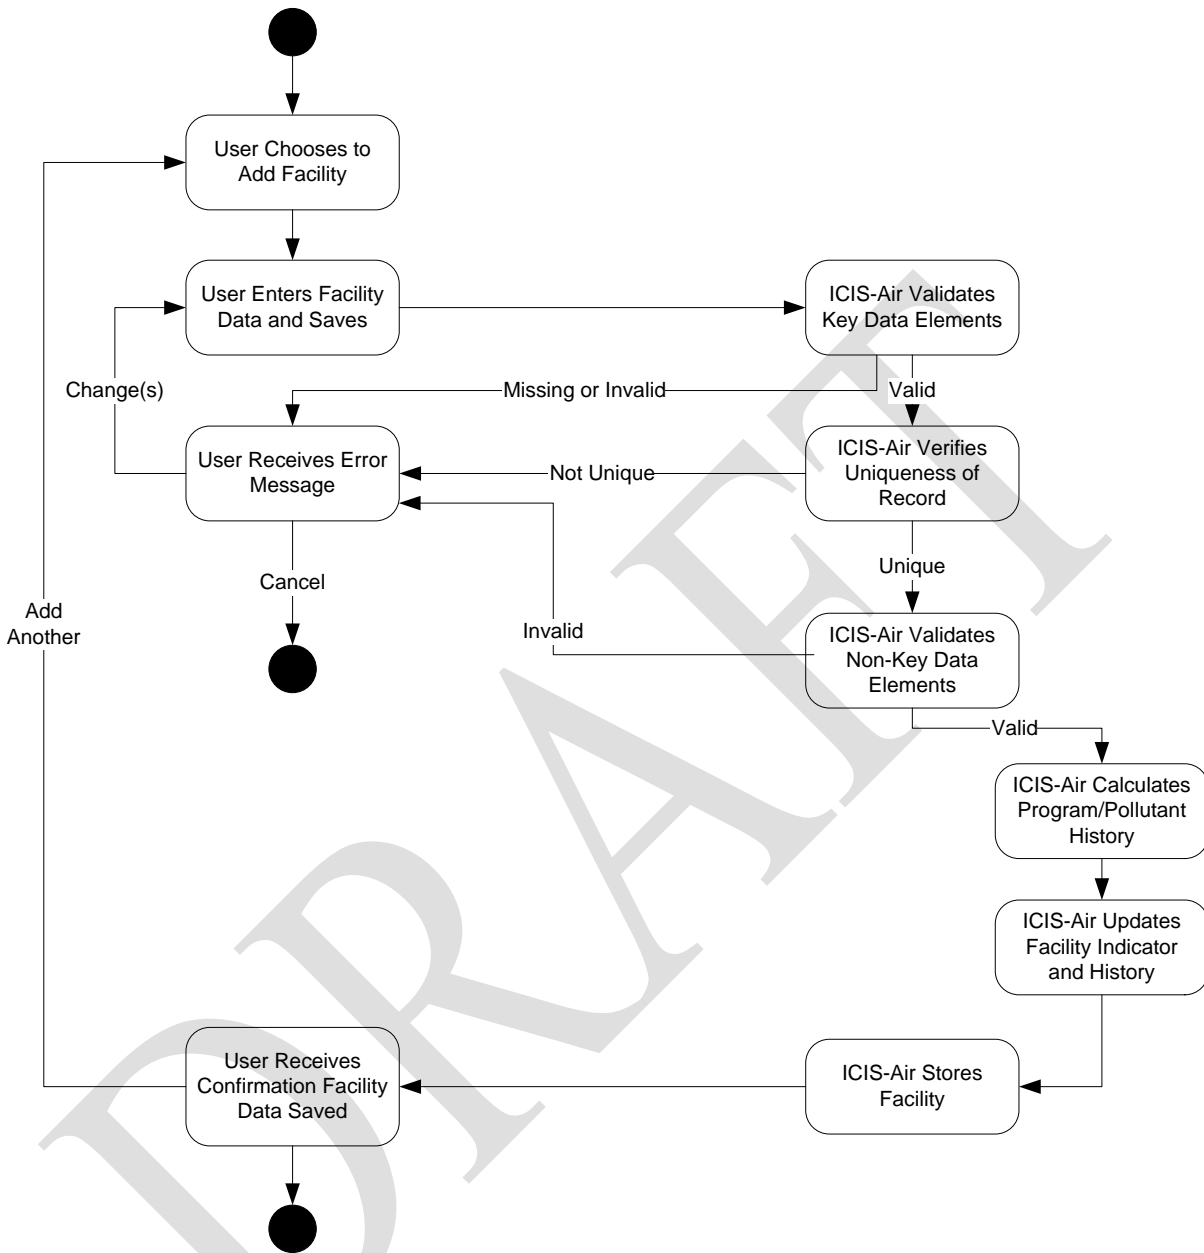 User Chooses to
Add Facility
User Enters Facility
Data and Saves
ICIS-Air Validates
Key Data Elements
Change(s)
Missing or Invalid
Valid
User Receives Error
Message
Not Unique
ICIS-Air Verifies
Uniqueness of
Record
Cancel
Unique
Add
Another
Invalid
ICIS-Air Validates
Non-Key Data
Elements
Valid
ICIS-Air Calculates
Program/Pollutant
History
ICIS-Air Updates
Facility Indicator
and History
User Receives
Confirmation Facility
Data Saved
ICIS-Air Stores
Facility
DRAFT